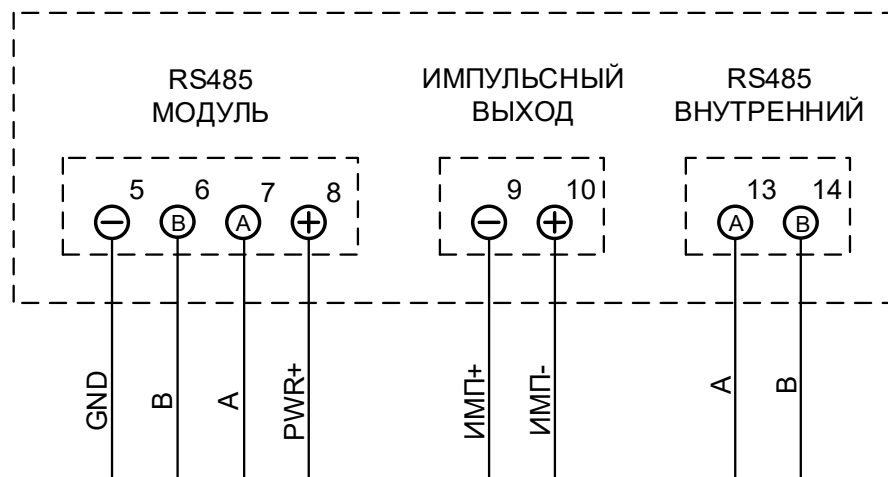 RS485
МОДУЛЬ
ИМПУЛЬСНЫЙ
ВЫХОД
RS485
ВНУТРЕННИЙ
5 6 7 8
B A
9 10
13 14
A B
GND
B
A
PWR+
ИМП+
ИМП-
A
B